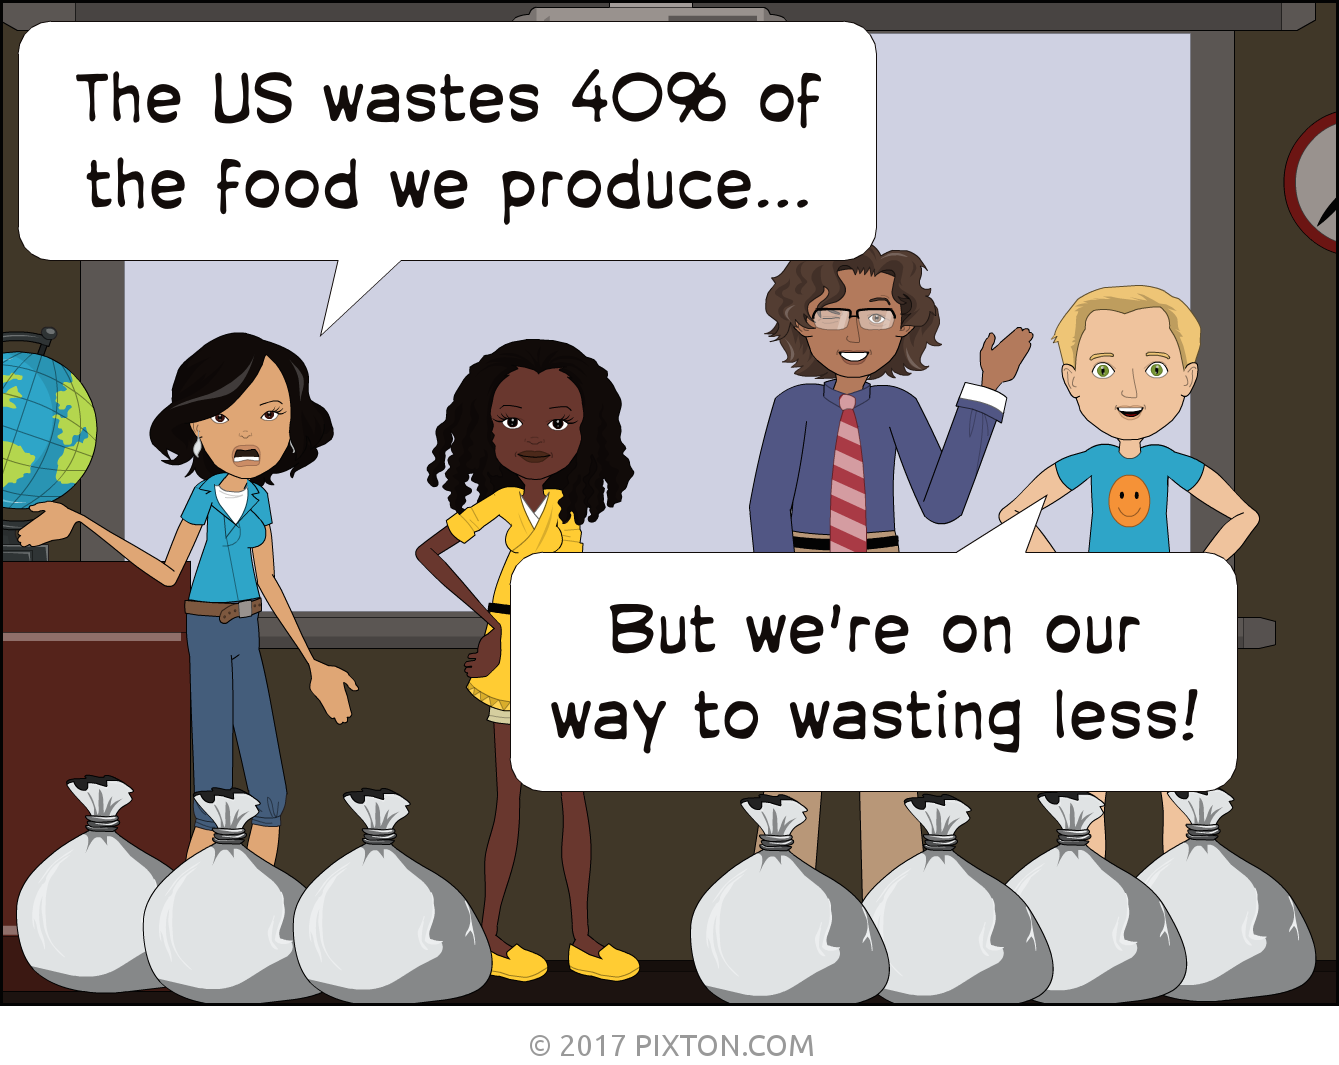 The US wastes 40% of
the food we produce...
But we're on our
way to wasting less!
© 2017 PIXTON.COM